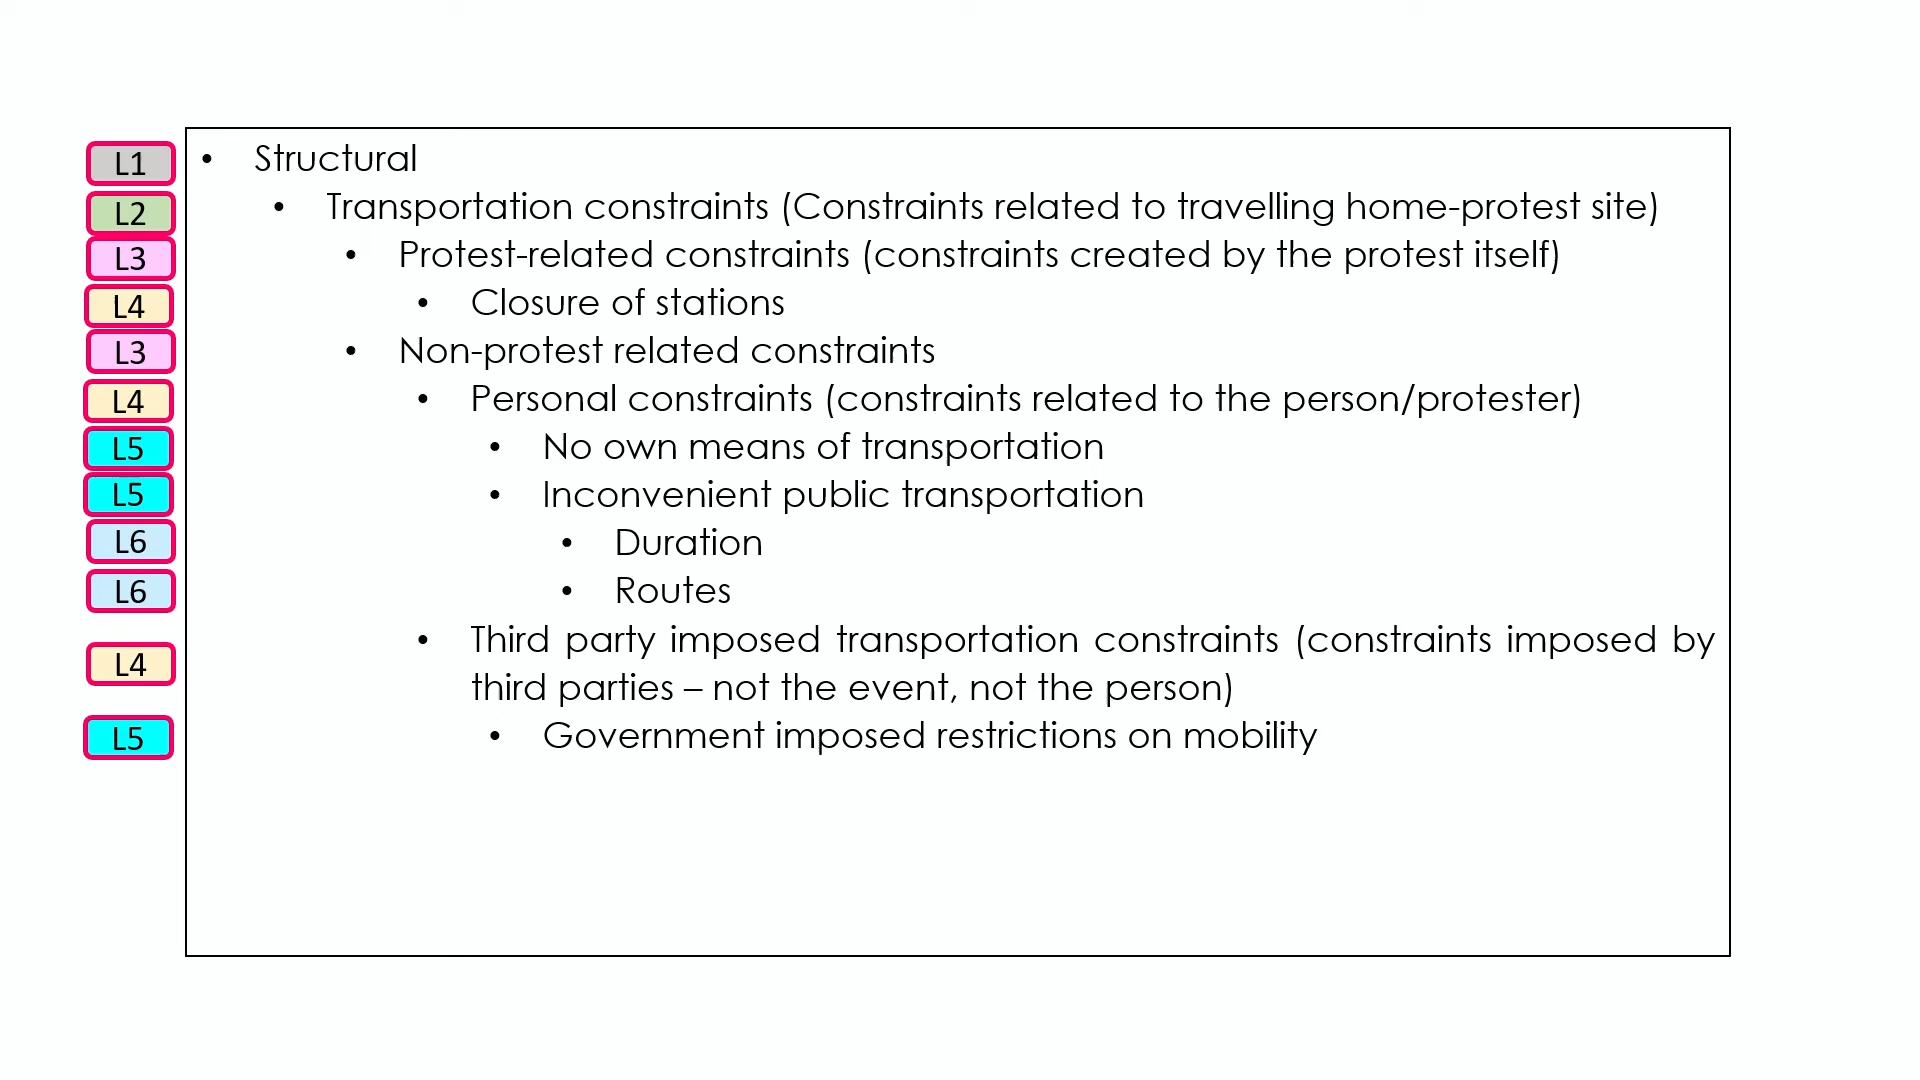 L1 • Structural
L2 • Transportation constraints (Constraints related to travelling home-protest site)
L3 • Protest-related constraints (constraints created by the protest itself)
L4 • Closure of stations
L3 • Non-protest related constraints
L4 • Personal constraints (constraints related to the person/protester)
L5 • No own means of transportation
L5 • Inconvenient public transportation
L6 • Duration
L6 • Routes
L4 • Third party imposed transportation constraints (constraints imposed by
third parties – not the event, not the person)
L5 • Government imposed restrictions on mobility